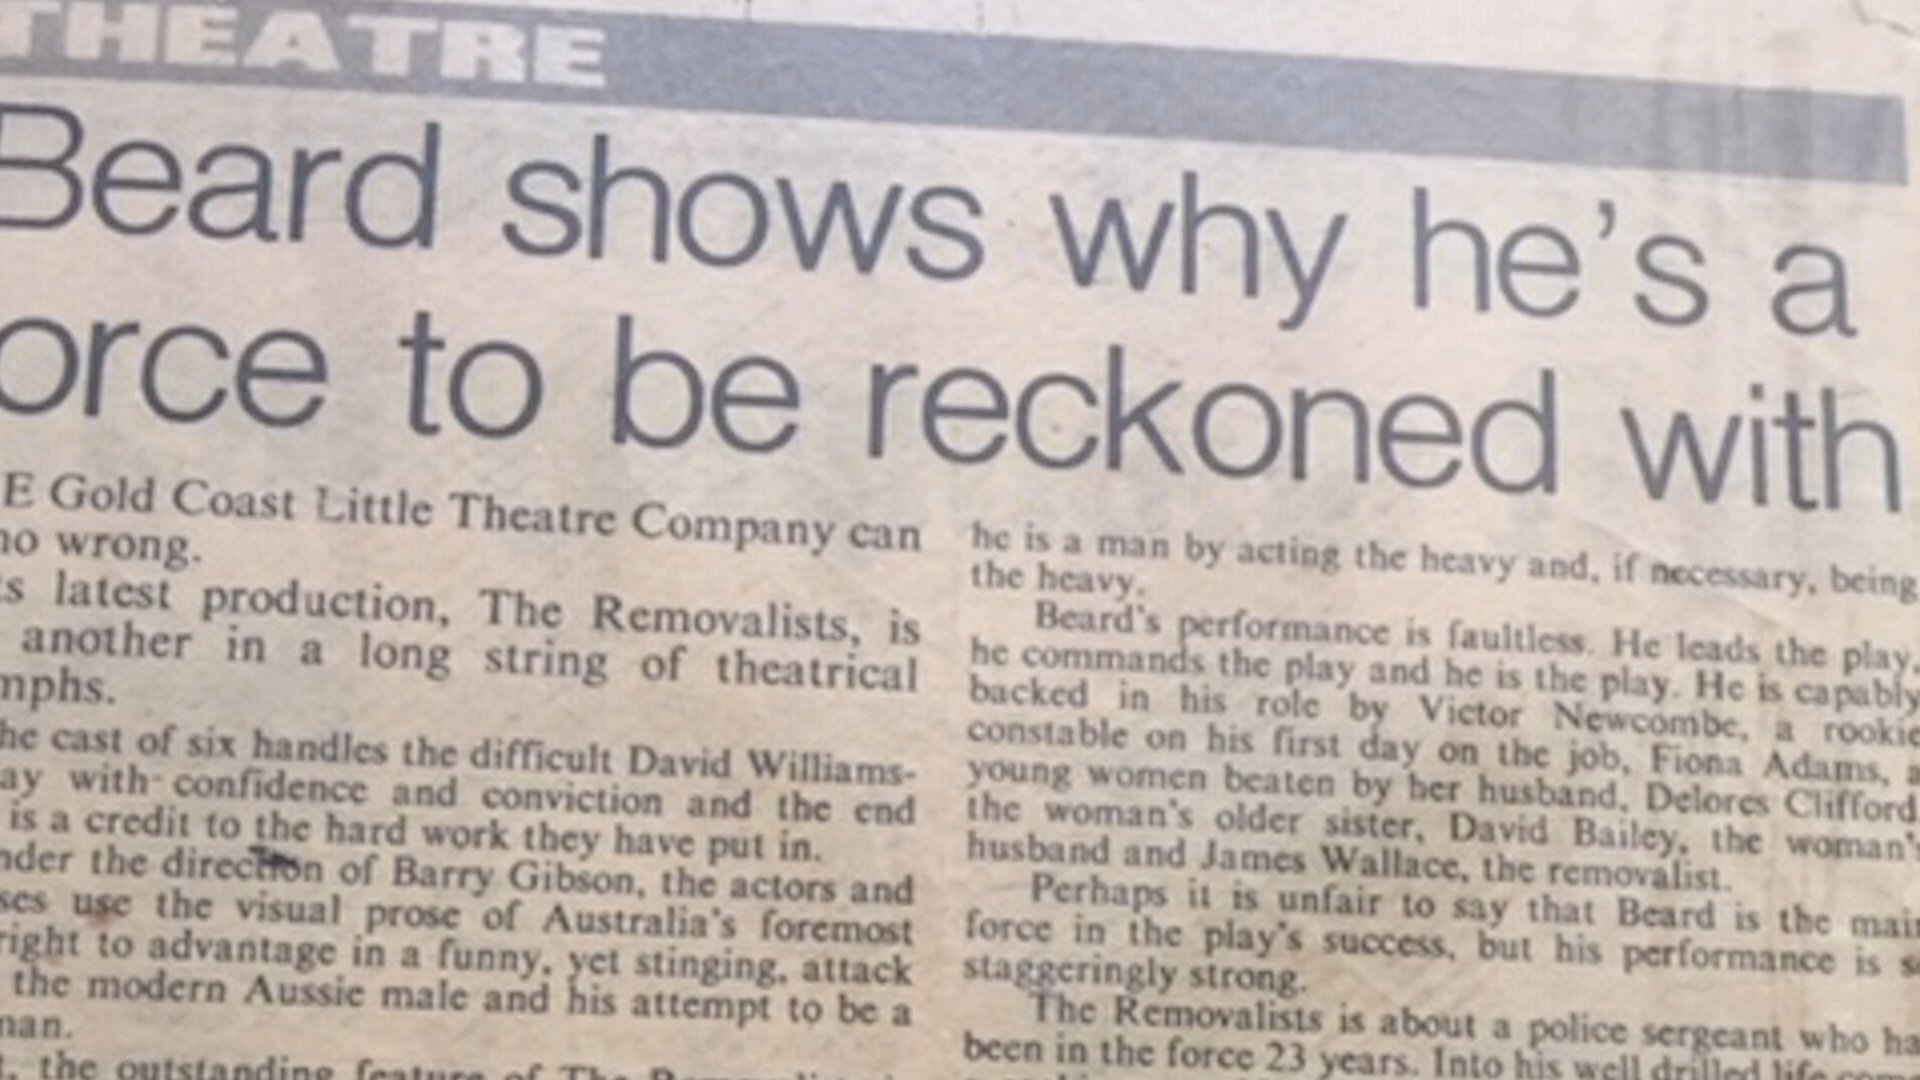 THEATRE
Beard shows why he's a
orce to be reckoned with
E Gold Coast Little Theatre Company can
no wrong.
s latest production, The Removalists, is
another in a long string of theatrical
mphs.
he cast of six handles the difficult David Williams-
ay with confidence and conviction and the end
is a credit to the hard work they have put in.
nder the direction of Barry Gibson, the actors and
ses use the visual prose of Australia's foremost
right to advantage in a funny, yet stinging, attack
the modern Aussie male and his attempt to be a
man.
t, the outstanding feature of The
he is a man by acting the heavy and, if necessary, being
the heavy.
Beard's performance is faultless. He leads the play,
he commands the play and he is the play. He is capably
backed in his role by Victor Newcombe, a rookie
constable on his first day on the job, Fiona Adams, a
young women beaten by her husband, Delores Clifford
the woman's older sister, David Bailey, the woman's
husband and James Wallace, the removalist.
Perhaps it is unfair to say that Beard is the main
force in the play's success, but his performance is s
staggeringly strong.
The Removalists is about a police sergeant who ha
been in the force 23 years. Into his well drilled life come